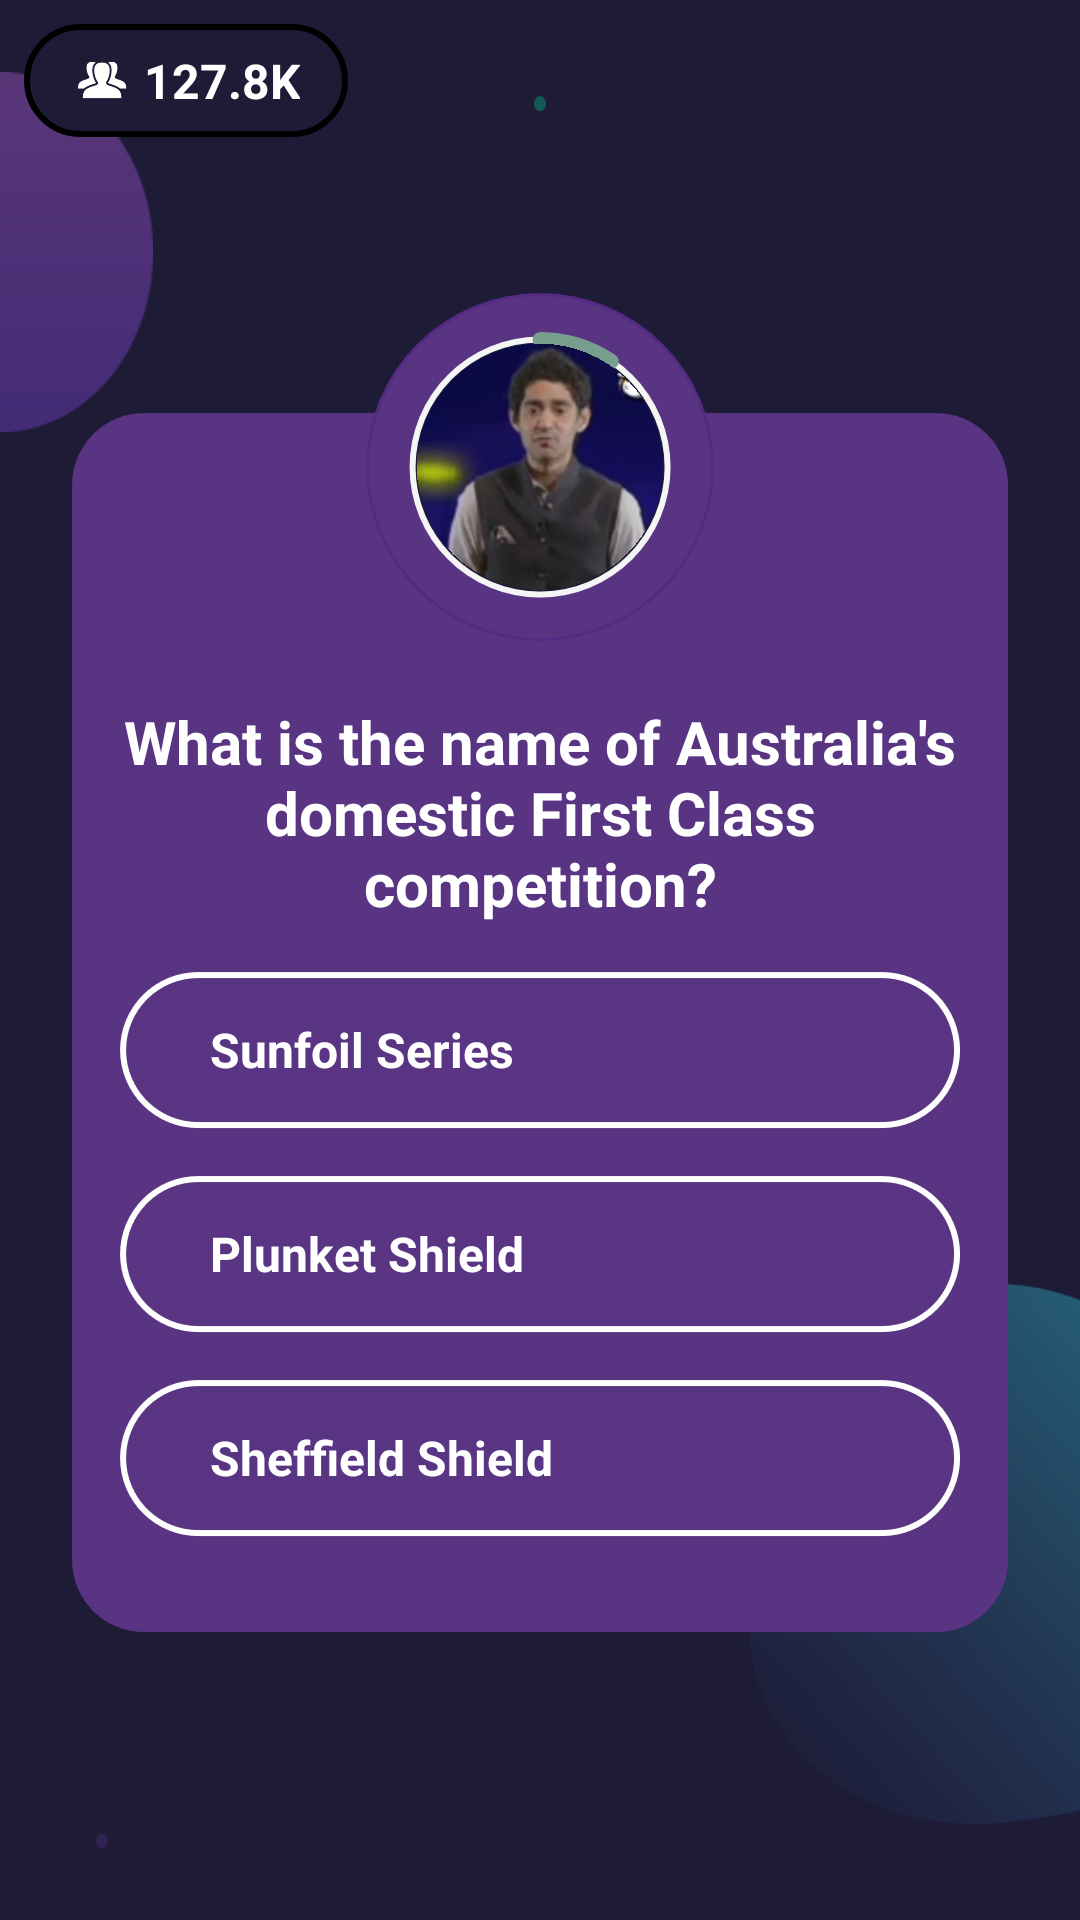 127.8K
What is the name of Australia's
domestic First Class
competition?
Sunfoil Series
Plunket Shield
Sheffield Shield